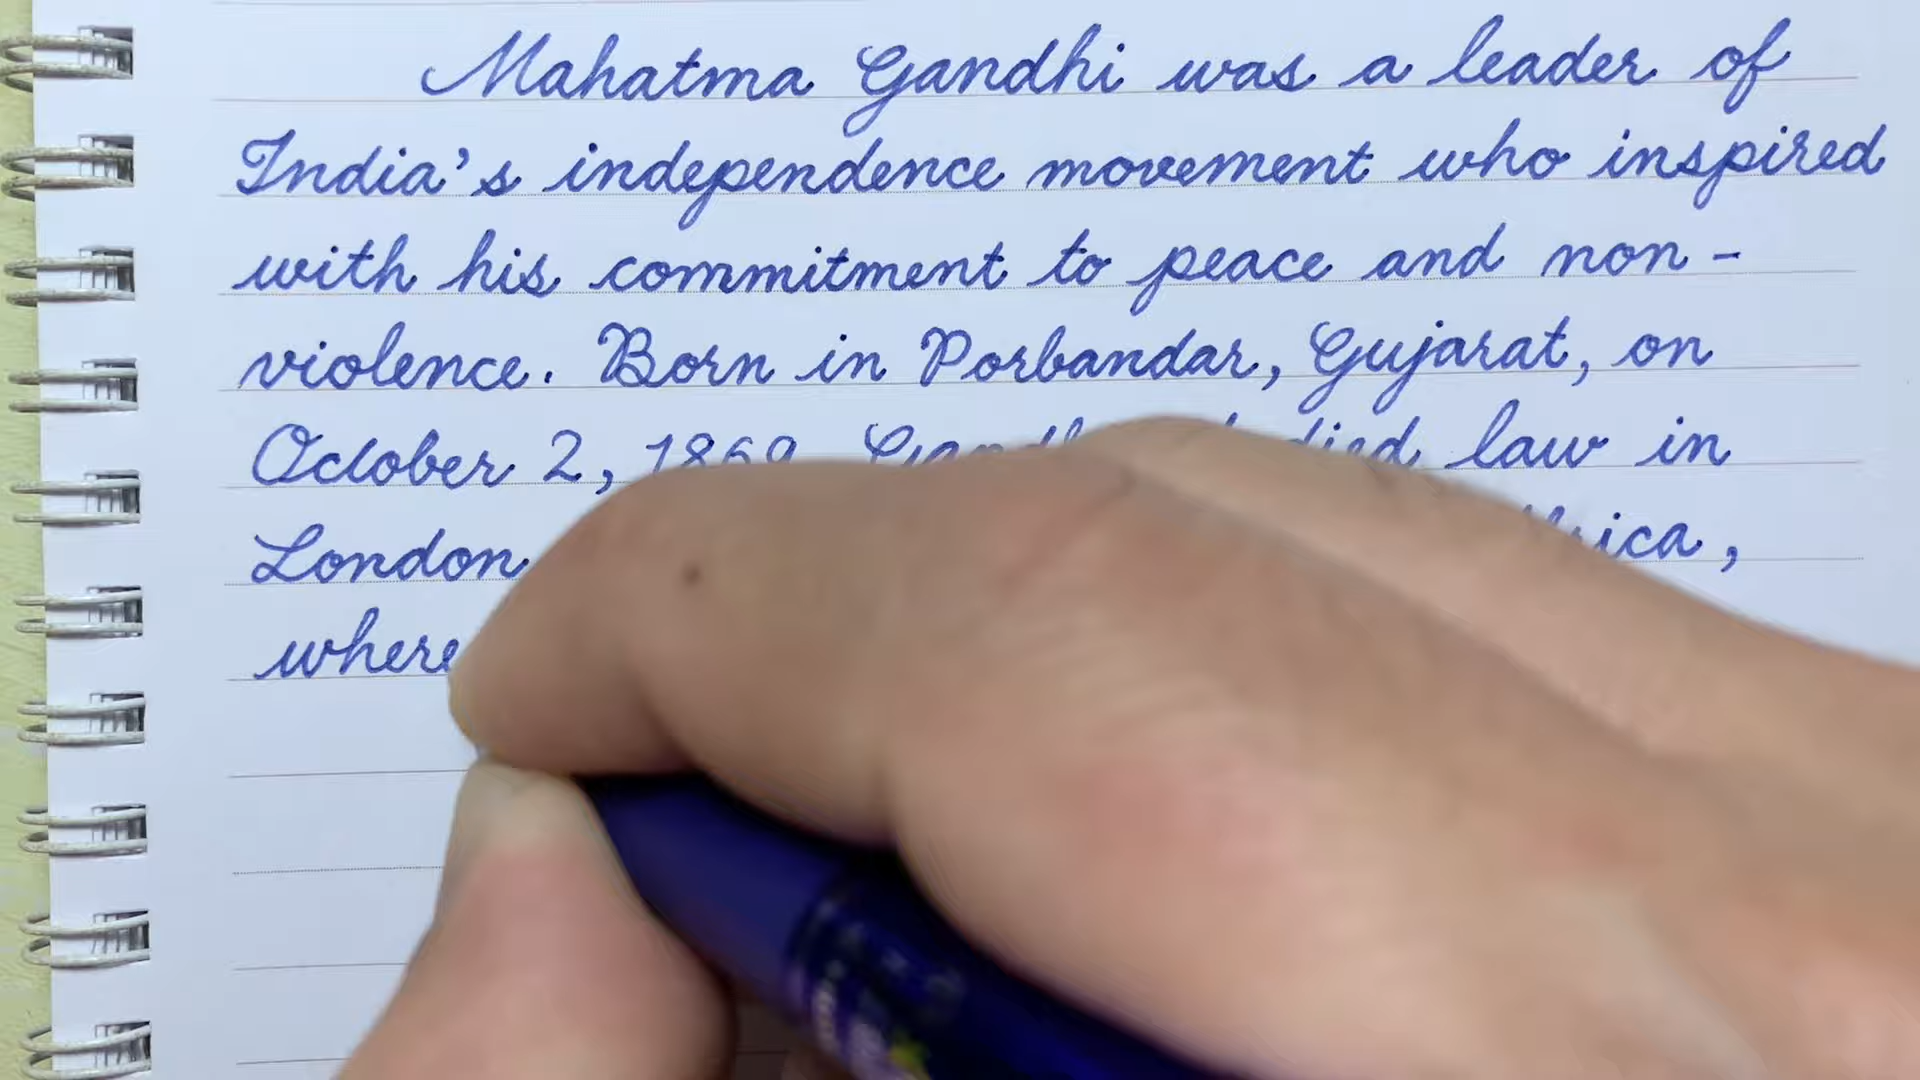 Mahatma Gandhi was a leader of
India's independence movement who inspired
with his commitment to peace and non-
violence. Born in Porbandar, Gujarat, on
October 2, 1869 law in
London
where